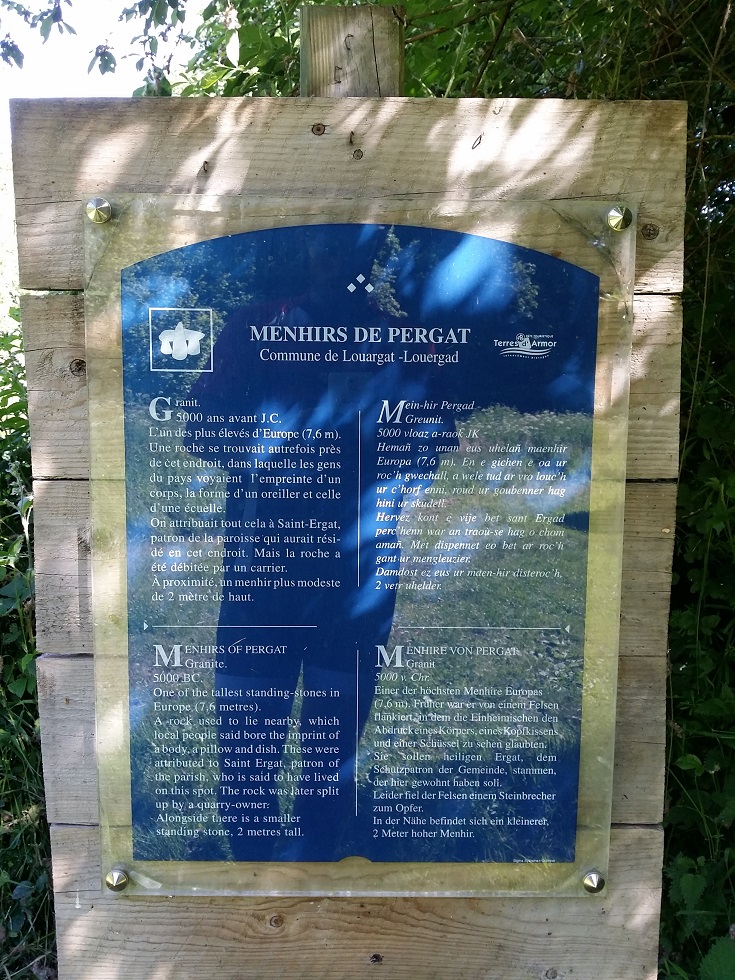 MENHIRS DE PERGAT
Commune de Louargat -Louergad
Terres d'Armor
Granit.
5000 ans avant J.C.
L'un des plus élevés d'Europe (7,6 m).
Une roche se trouvait autrefois près
de cet endroit, dans laquelle les gens
du pays voyaient l'empreinte d'un
corps, la forme d'un oreiller et celle
d'une écuelle.
On attribuait tout cela à Saint-Ergat,
patron de la paroisse qui aurait rési-
dé en cet endroit. Mais la roche a
été débitée par un carrier.
À proximité, un menhir plus modeste
de 2 mètre de haut.
Mein-hir Pergad
Greunit.
5000 vloaz a-raok JK
Hemañ zo unan eus uhelañ maenhir
Europa (7,6 m). En e gichen e oa ur
roc'h gwechall, a wele tud ar vro louc'h
ur c'horf enni, roud ur goubenner hag
hini ur skudell.
Hervez kont e vije bet sant Ergad
perc'henn war an traoù-se hag o chom
amañ. Met dispennet eo bet ar roc'h
gant ur mengleuzier.
Damdost ez eus ur maen-hir disteroc'h,
2 vetr uhelder.
MENHIRS OF PERGAT
Granite.
5000 BC.
One of the tallest standing-stones in
Europe (7,6 metres).
A rock used to lie nearby, which
local people said bore the imprint of
a body, a pillow and dish. These were
attributed to Saint Ergat, patron of
the parish, who is said to have lived
on this spot. The rock was later split
up by a quarry-owner:
Alongside there is a smaller
standing stone, 2 metres tall.
MENHIRE VON PERGAT
Granit
5000 v. Chr.
Einer der höchsten Menhire Europas
(7,6 m). Früher war er von einem Felsen
flankiert, in dem die Einheimischen den
Abdruck eines Körpers, eines Kopfkissens
und einer Schüssel zu sehen glaubten.
Sie sollen heiligen Ergat, dem
Schutzpatron der Gemeinde, stammen,
der hier gewohnt haben soll.
Leider fiel der Felsen einem Steinbrecher
zum Opfer.
In der Nähe befindet sich ein kleinerer,
2 Meter hoher Menhir.